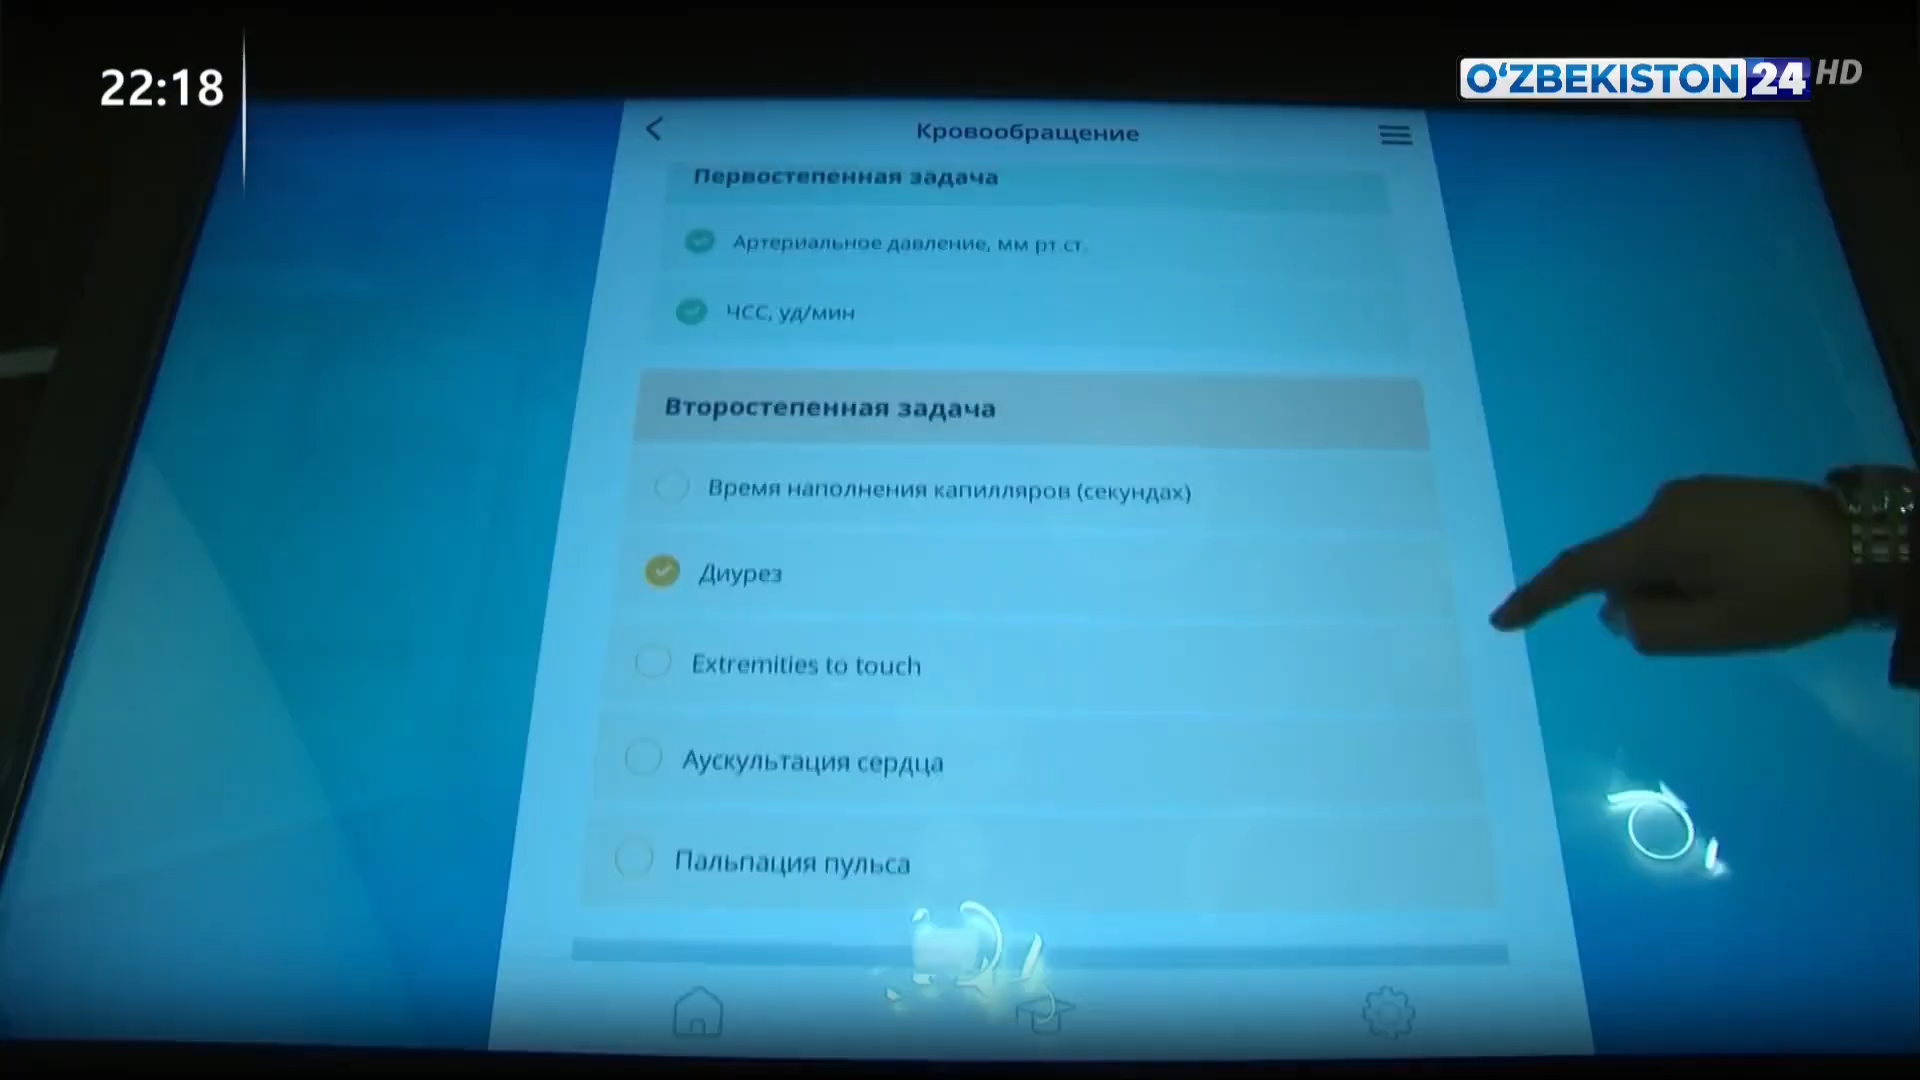 22:18
O‘ZBEKISTON 24 HD
Кровообращение
Первостепенная задача
Артериальное давление, мм рт.ст.
ЧСС, уд/мин
Второстепенная задача
Время наполнения капилляров (секундах)
Диурез
Extremities to touch
Аускультация сердца
Пальпация пульса